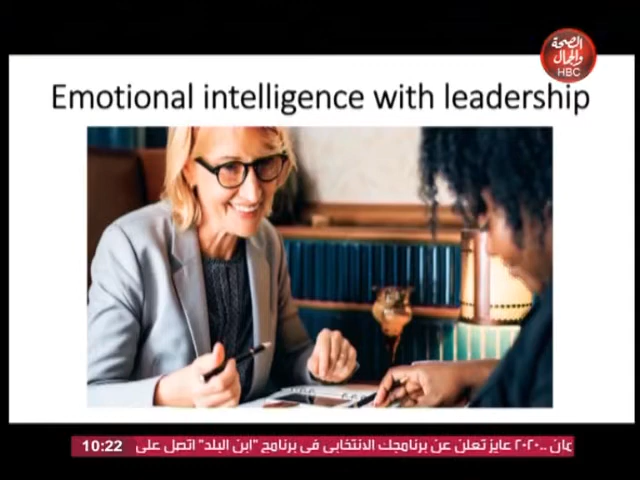 الصحة
والجمال
HBC
Emotional intelligence with leadership
10:22
مان ..٢٠٢٠ عايز تعلن عن برنامجك الانتخابى فى برنامج "ابن البلد" اتصل على